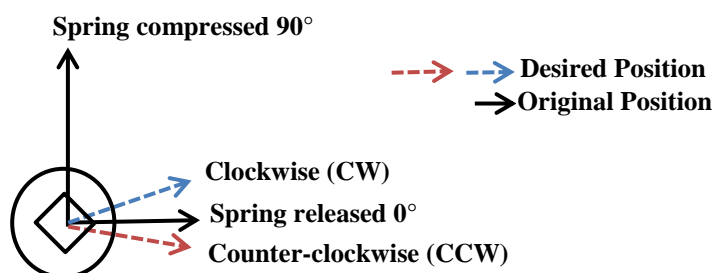 Spring compressed 90°
Desired Position
Original Position
Clockwise (CW)
Spring released 0°
Counter-clockwise (CCW)